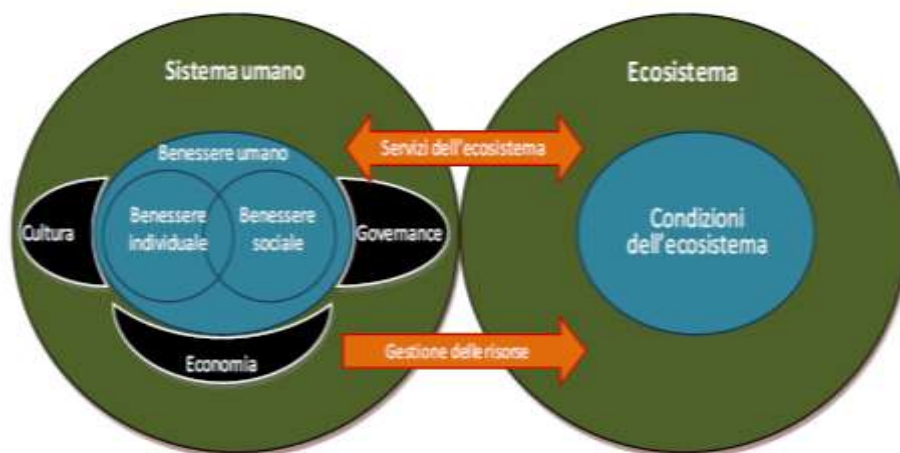 Sistema umano
Ecosistema
Servizi dell'ecosistema
Benessere umano
Cultura
Benessere
individuale
Benessere
sociale
Governance
Condizioni
dell'ecosistema
Economia
Gestione delle risorse